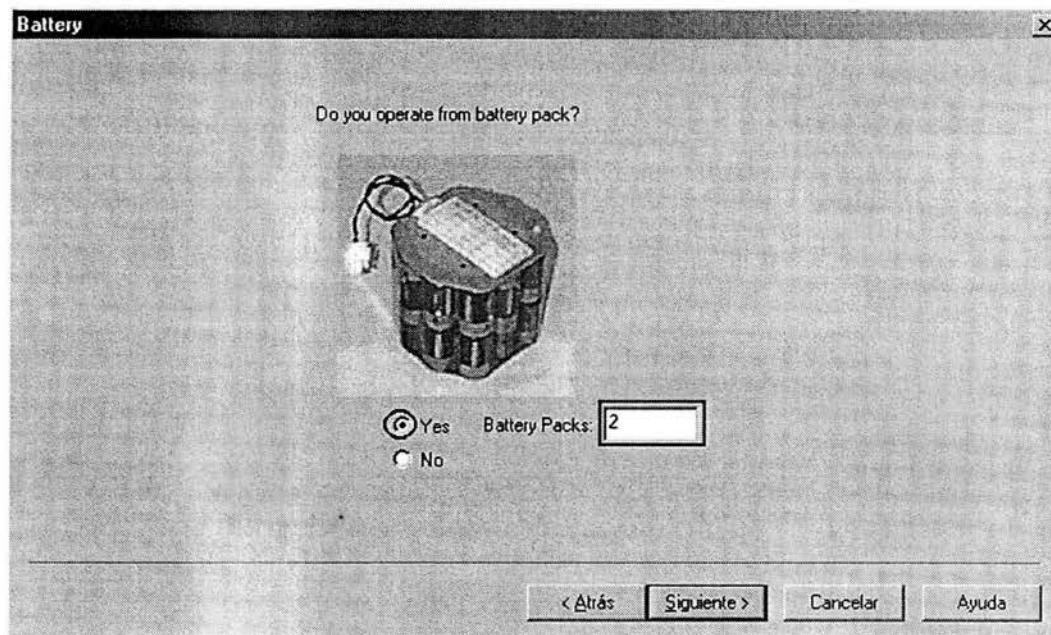 Battery
Do you operate from battery pack?
Yes Battery Packs: 2
No
< Atrás Siguiente > Cancelar Ayuda